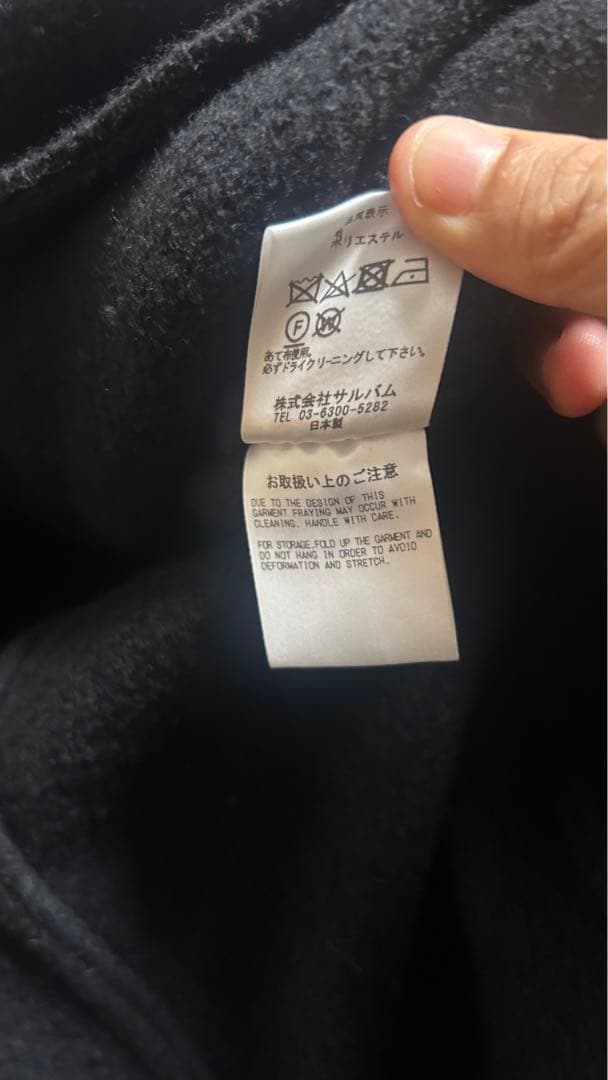 表示
ポリエステル
F
W
あて布使用。
必ずドライクリーニングして下さい。
株式会社サルバム
TEL 03-6300-5282
日本製
お取扱い上のご注意
DUE TO THE DESIGN OF THIS
GARMENT FRAYING MAY OCCUR WITH
CLEANING. HANDLE WITH CARE.
FOR STORAGE,FOLD UP THE GARMENT AND
DO NOT HANG IN ORDER TO AVOID
DEFORMATION AND STRETCH.